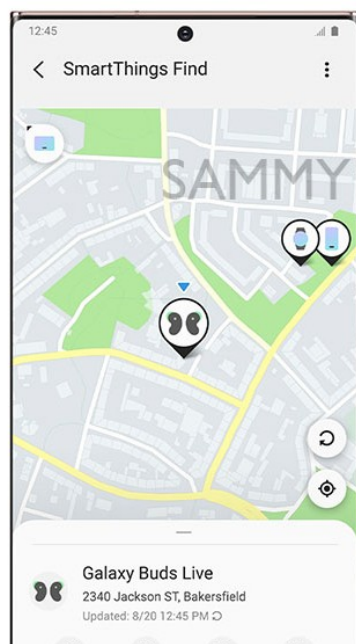 12:45
SmartThings Find
SAMMY
Galaxy Buds Live
2340 Jackson ST, Bakersfield
Updated: 8/20 12:45 PM